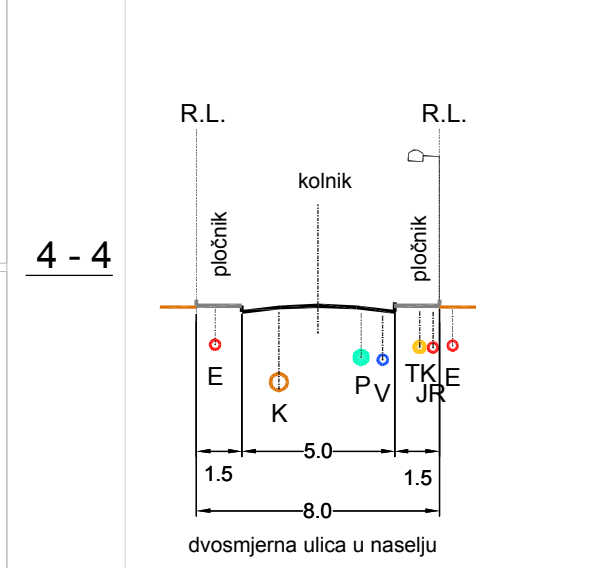 R.L. R.L.
kolnik
pločnik pločnik
4 - 4
E K P V TK JR E
5.0
1.5 1.5
8.0
dvosmjerna ulica u naselju